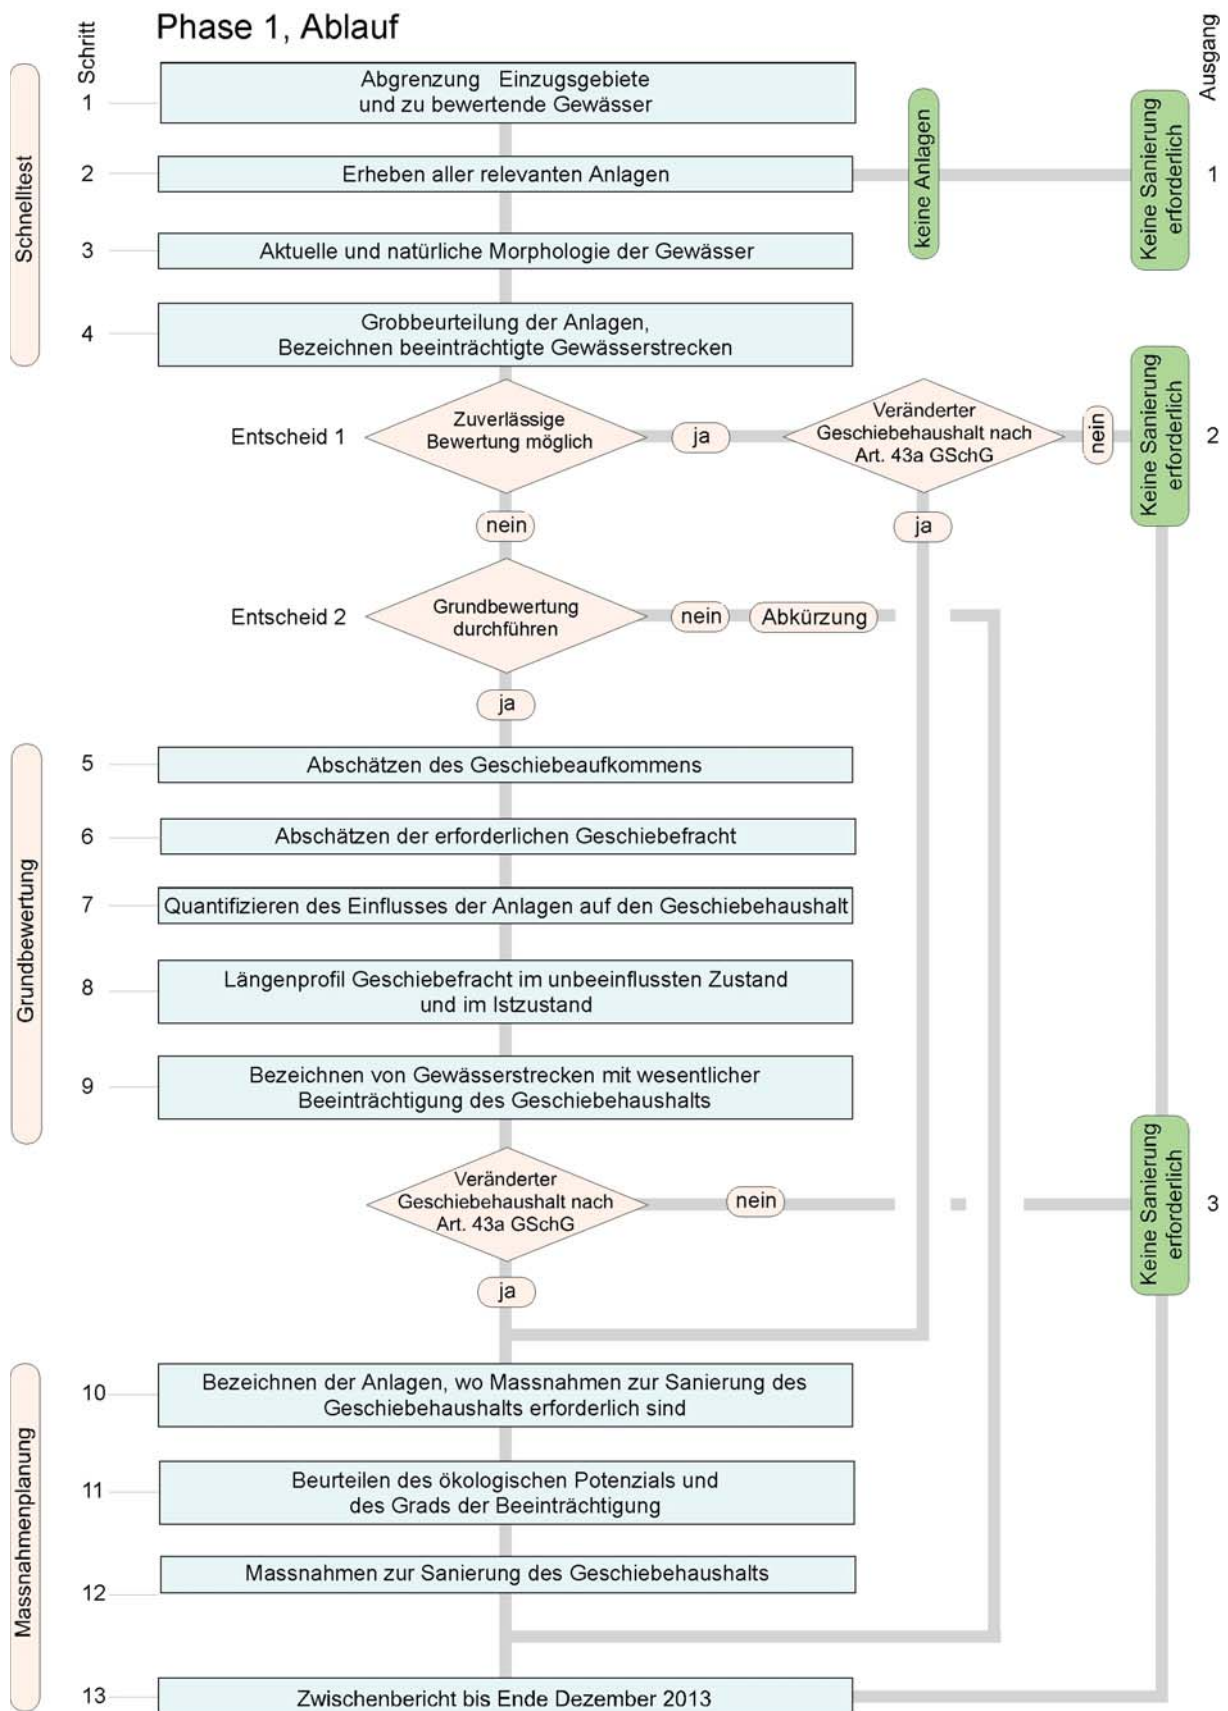 Phase 1, Ablauf
Schritt
Ausgang
Schnelltest
1
Abgrenzung Einzugsgebiete
und zu bewertende Gewässer
2
Erheben aller relevanten Anlagen
keine Anlagen
Keine Sanierung
erforderlich
1
3
Aktuelle und natürliche Morphologie der Gewässer
4
Grobbeurteilung der Anlagen,
Bezeichnen beeinträchtigte Gewässerstrecken
Entscheid 1
Zuverlässige
Bewertung möglich
ja
Veränderter
Geschiebehaushalt nach
Art. 43a GSchG
nein
Keine Sanierung
erforderlich
2
nein
ja
Entscheid 2
Grundbewertung
durchführen
nein
Abkürzung
ja
Grundbewertung
5
Abschätzen des Geschiebeaufkommens
6
Abschätzen der erforderlichen Geschiebefracht
7
Quantifizieren des Einflusses der Anlagen auf den Geschiebehaushalt
8
Längenprofil Geschiebefracht im unbeeinflussten Zustand
und im Istzustand
9
Bezeichnen von Gewässerstrecken mit wesentlicher
Beeinträchtigung des Geschiebehaushalts
Veränderter
Geschiebehaushalt nach
Art. 43a GSchG
nein
Keine Sanierung
erforderlich
3
ja
Massnahmenplanung
10
Bezeichnen der Anlagen, wo Massnahmen zur Sanierung des
Geschiebehaushalts erforderlich sind
11
Beurteilen des ökologischen Potenzials und
des Grads der Beeinträchtigung
12
Massnahmen zur Sanierung des Geschiebehaushalts
13
Zwischenbericht bis Ende Dezember 2013